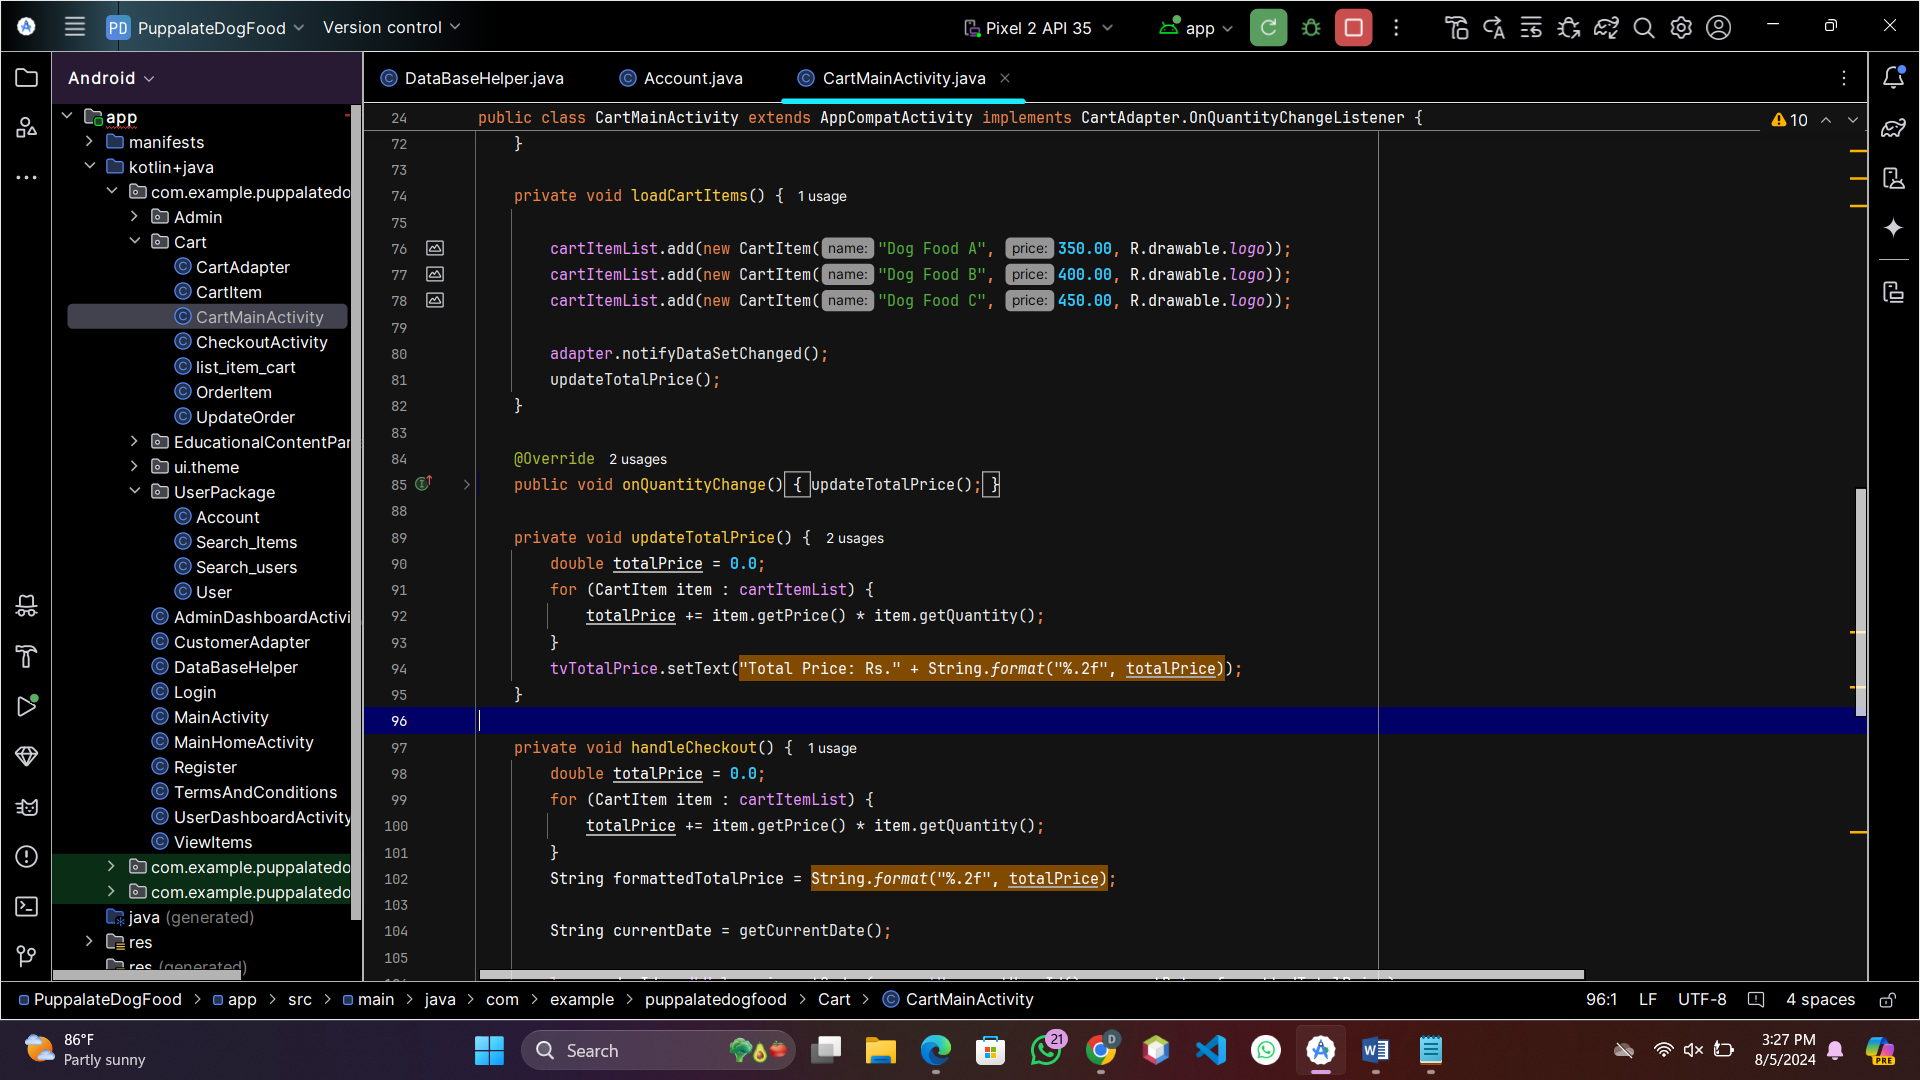 PD PuppalateDogFood Version control Pixel 2 API 35 app
Android
DataBaseHelper.java Account.java CartMainActivity.java
app
manifests
kotlin+java
com.example.puppalatedo
Admin
Cart
CartAdapter
CartItem
CartMainActivity
CheckoutActivity
list_item_cart
OrderItem
UpdateOrder
EducationalContentPar
ui.theme
UserPackage
Account
Search_Items
Search_users
User
AdminDashboardActivi
CustomerAdapter
DataBaseHelper
Login
MainActivity
MainHomeActivity
Register
TermsAndConditions
UserDashboardActivity
ViewItems
com.example.puppalatedo
com.example.puppalatedo
java (generated)
res
res (generated)
24 public class CartMainActivity extends AppCompatActivity implements CartAdapter.OnQuantityChangeListener {
10
72 }
73
74 private void loadCartItems() { 1 usage
75
76 cartItemList.add(new CartItem( name: "Dog Food A", price: 350.00, R.drawable.logo));
77 cartItemList.add(new CartItem( name: "Dog Food B", price: 400.00, R.drawable.logo));
78 cartItemList.add(new CartItem( name: "Dog Food C", price: 450.00, R.drawable.logo));
79
80 adapter.notifyDataSetChanged();
81 updateTotalPrice();
82 }
83
84 @Override 2 usages
85 public void onQuantityChange() { updateTotalPrice(); }
88
89 private void updateTotalPrice() { 2 usages
90 double totalPrice = 0.0;
91 for (CartItem item : cartItemList) {
92 totalPrice += item.getPrice() * item.getQuantity();
93 }
94 tvTotalPrice.setText("Total Price: Rs." + String.format("%.2f", totalPrice));
95 }
96
97 private void handleCheckout() { 1 usage
98 double totalPrice = 0.0;
99 for (CartItem item : cartItemList) {
100 totalPrice += item.getPrice() * item.getQuantity();
101 }
102 String formattedTotalPrice = String.format("%.2f", totalPrice);
103
104 String currentDate = getCurrentDate();
105
PuppalateDogFood > app > src > main > java > com > example > puppalatedogfood > Cart > CartMainActivity
96:1 LF UTF-8 4 spaces
86°F
Partly sunny
Search
21
D
3:27 PM
8/5/2024
PRE